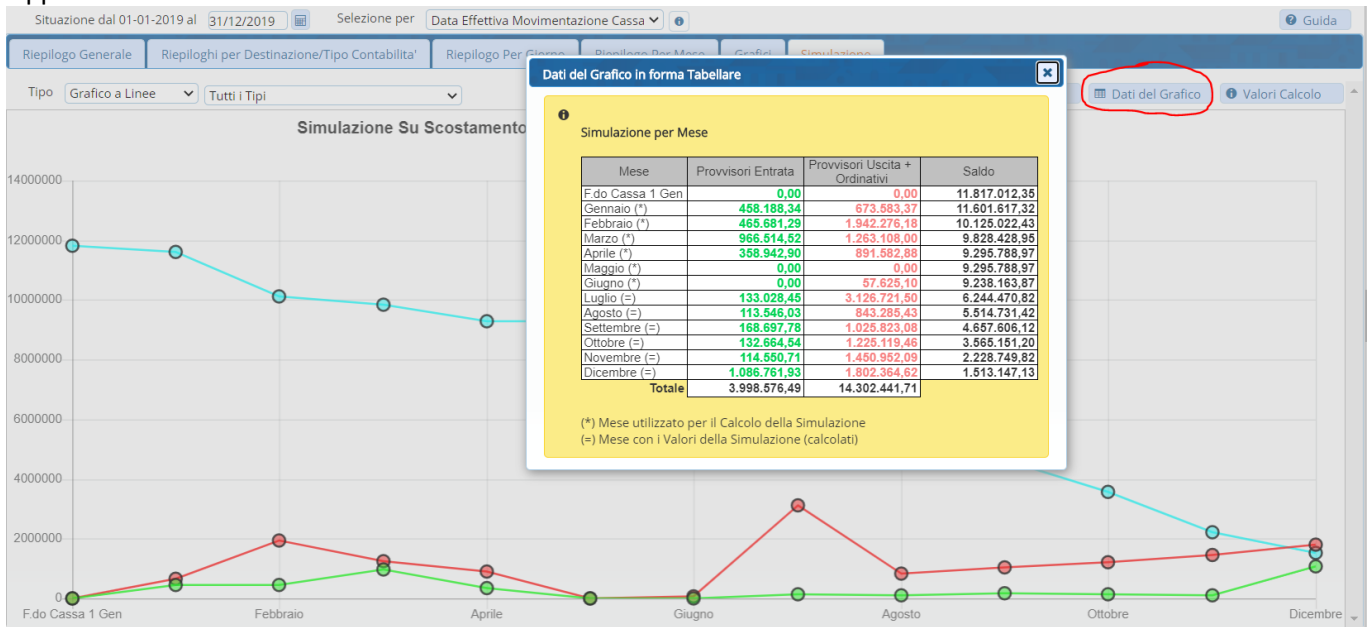 Situazione dal 01-01-2019 al 31/12/2019 Selezione per Data Effettiva Movimentazione Cassa Guida
Riepilogo Generale Riepiloghi per Destinazione/Tipo Contabilita' Riepilogo Per Giorno Riepilogo Per Mese Grafici Simulazione
Tipo Grafico a Linee Tutti i Tipi Dati del Grafico Valori Calcolo
Simulazione Su Scostamento
Dati del Grafico in forma Tabellare
Simulazione per Mese
Mese Provvisori Entrata Provvisori Uscita + Ordinativi Saldo
F.do Cassa 1 Gen 0,00 0,00 11.817.012,35
Gennaio (*) 458.188,34 673.583,37 11.601.617,32
Febbraio (*) 465.681,29 1.942.276,18 10.125.022,43
Marzo (*) 966.514,52 1.263.108,00 9.828.428,95
Aprile (*) 358.942,90 891.582,88 9.295.788,97
Maggio (*) 0,00 0,00 9.295.788,97
Giugno (*) 0,00 57.625,10 9.238.163,87
Luglio (=) 133.028,45 3.126.721,50 6.244.470,82
Agosto (=) 113.546,03 843.285,43 5.514.731,42
Settembre (=) 168.697,78 1.025.823,08 4.657.606,12
Ottobre (=) 132.664,54 1.225.119,46 3.565.151,20
Novembre (=) 114.550,71 1.450.952,09 2.228.749,82
Dicembre (=) 1.086.761,93 1.802.364,62 1.513.147,13
Totale 3.998.576,49 14.302.441,71
(*) Mese utilizzato per il Calcolo della Simulazione
(=) Mese con i Valori della Simulazione (calcolati)
14000000
12000000
10000000
8000000
6000000
4000000
2000000
0
F.do Cassa 1 Gen Febbraio Aprile Giugno Agosto Ottobre Dicembre